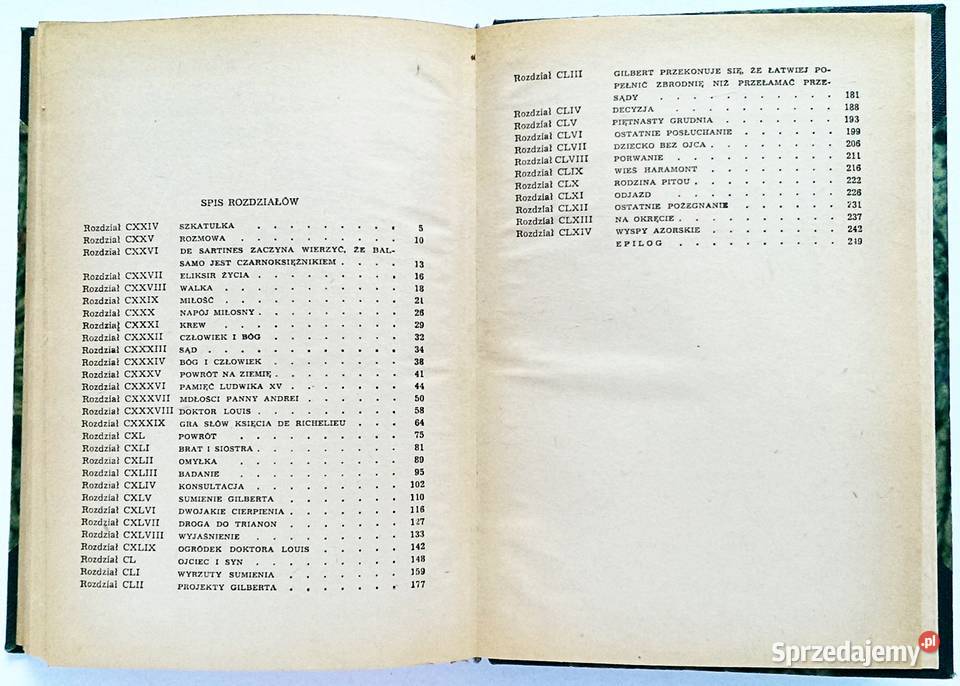 SPIS ROZDZIAŁÓW
Rozdział CXXIV SZKATUŁKA . . . . . . . . . 5
Rozdział CXXV ROZMOWA . . . . . . . . . 10
Rozdział CXXVI DE SARTINES ZACZYNA WIERZYĆ, ŻE BAL-
SAMO JEST CZARNOKSIĘŻNIKIEM . . . . 13
Rozdział CXXVII ELIKSIR ŻYCIA . . . . . . . . 16
Rozdział CXXVIII WALKA . . . . . . . . . . 18
Rozdział CXXIX MIŁOŚĆ . . . . . . . . . . 21
Rozdział CXXX NAPÓJ MIŁOSNY . . . . . . . . 26
Rozdział CXXXI KREW . . . . . . . . . . 29
Rozdział CXXXII CZŁOWIEK I BÓG . . . . . . . 32
Rozdział CXXXIII SĄD . . . . . . . . . . . 34
Rozdział CXXXIV BÓG I CZŁOWIEK . . . . . . . 38
Rozdział CXXXV POWRÓT NA ZIEMIĘ . . . . . . . 41
Rozdział CXXXVI PAMIĘĆ LUDWIKA XV . . . . . . 44
Rozdział CXXXVII MDŁOŚCI PANNY ANDREI . . . . . 50
Rozdział CXXXVIII DOKTOR LOUIS . . . . . . . . 58
Rozdział CXXXIX GRA SŁÓW KSIĘCIA DE RICHELIEU . . . 64
Rozdział CXL POWRÓT . . . . . . . . . 75
Rozdział CXLI BRAT I SIOSTRA . . . . . . . . 81
Rozdział CXLII OMYŁKA . . . . . . . . . 89
Rozdział CXLIII BADANIE . . . . . . . . . 95
Rozdział CXLIV KONSULTACJA . . . . . . . . 102
Rozdział CXLV SUMIENIE GILBERTA . . . . . . 110
Rozdział CXLVI DWOJAKIE CIERPIENIA . . . . . . 116
Rozdział CXLVII DROGA DO TRIANON . . . . . . 127
Rozdział CXLVIII WYJAŚNIENIE . . . . . . . . 133
Rozdział CXLIX OGRÓDEK DOKTORA LOUIS . . . . . 142
Rozdział CL OJCIEC I SYN . . . . . . . . 148
Rozdział CLI WYRZUTY SUMIENIA . . . . . . 159
Rozdział CLII PROJEKTY GILBERTA . . . . . . 177
Rozdział CLIII GILBERT PRZEKONUJE SIĘ, ŻE ŁATWIEJ PO-
PEŁNIĆ ZBRODNIĘ NIŻ PRZEŁAMAĆ PRZE-
SĄDY . . . . . . . . . . 181
Rozdział CLIV DECYZJA . . . . . . . . . 188
Rozdział CLV PIĘTNASTY GRUDNIA . . . . . . 193
Rozdział CLVI OSTATNIE POSŁUCHANIE . . . . . 199
Rozdział CLVII DZIECKO BEZ OJCA . . . . . . . 206
Rozdział CLVIII PORWANIE . . . . . . . . 211
Rozdział CLIX WIEŚ HARAMONT . . . . . . . 216
Rozdział CLX RODZINA PITOU . . . . . . . . 222
Rozdział CLXI ODJAZD . . . . . . . . . 226
Rozdział CLXII OSTATNIE POŻEGNANIE . . . . . . 231
Rozdział CLXIII NA OKRĘCIE . . . . . . . . . 237
Rozdział CLXIV WYSPY AZORSKIE . . . . . . . 242
EPILOG . . . . . . . . . 249
Sprzedajemy.pl